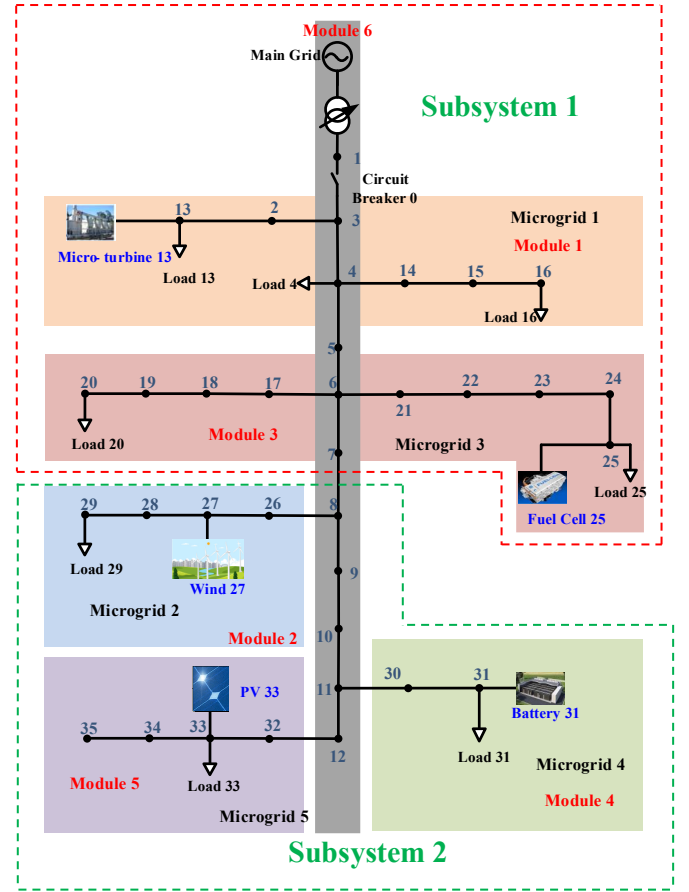 Module 6
Main Grid
Subsystem 1
1
Circuit
Breaker 0
13
2
3
Microgrid 1
Micro- turbine 13
Module 1
Load 13
Load 4
4
14
15
16
Load 16
5
20
19
18
17
6
21
22
23
24
Load 20
Module 3
Microgrid 3
7
25
Load 25
Fuel Cell 25
29
28
27
26
8
Load 29
Wind 27
9
Microgrid 2
Module 2
10
30
31
PV 33
11
Battery 31
35
34
33
32
12
Load 31
Load 33
Module 5
Microgrid 4
Module 4
Microgrid 5
Subsystem 2